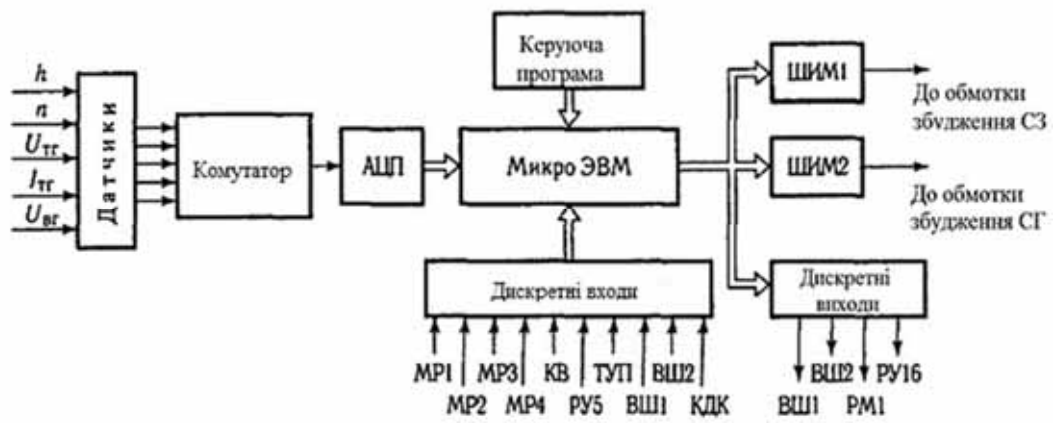 h
n
Uтг
Iтг
Uвг
Датчики
Комутатор
АЦП
Керуюча
програма
Микро ЭВМ
ШИМ1
До обмотки
збудження СЗ
ШИМ2
До обмотки
збудження СГ
Дискретні входи
Дискретні
виходи
МР1 МР3 КВ ТУП ВШ2
МР2 МР4 РУ5 ВШ1 КДК
ВШ2 РУ16
ВШ1 РМ1